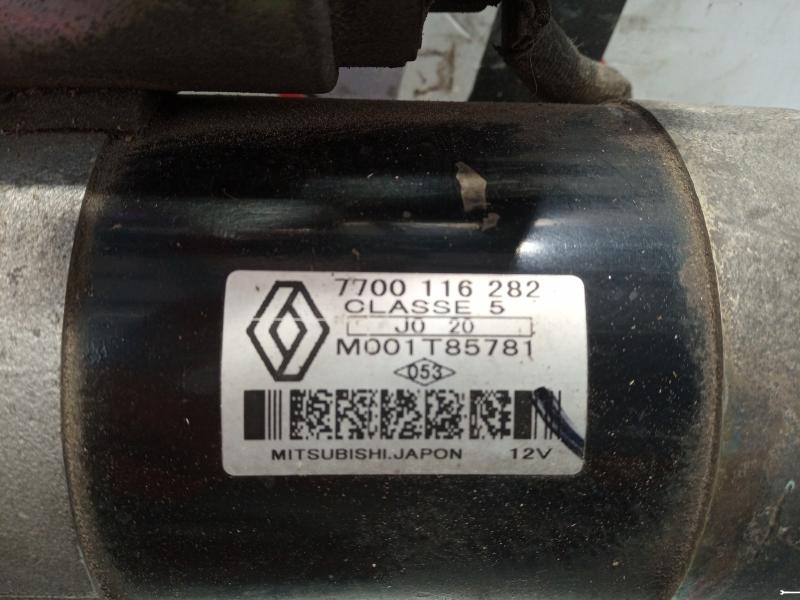 7700 116 282
CLASSE 5
J0 20
M001T85781
053
MITSUBISHI.JAPON 12V